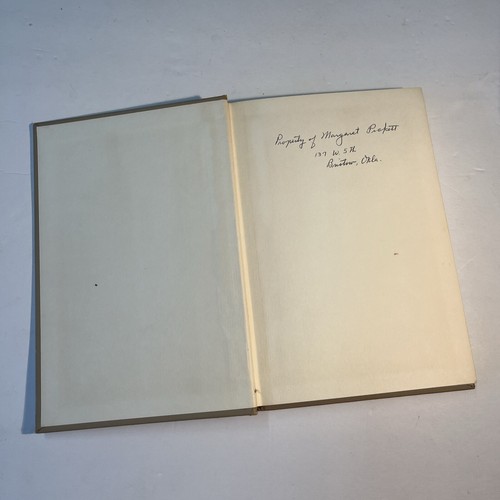 Property of Margaret Pickett
137 W. 5th
Bristow, Okla.